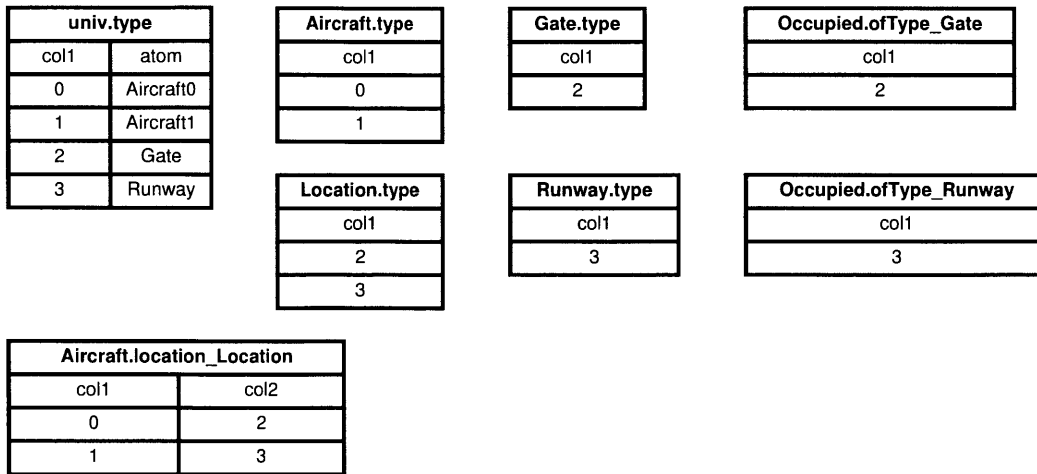 univ.type
col1 atom
0 Aircraft0
1 Aircraft1
2 Gate
3 Runway
Aircraft.type
col1
0
1
Gate.type
col1
2
Occupied.ofType_Gate
col1
2
Location.type
col1
2
3
Runway.type
col1
3
Occupied.ofType_Runway
col1
3
Aircraft.location_Location
col1 col2
0 2
1 3